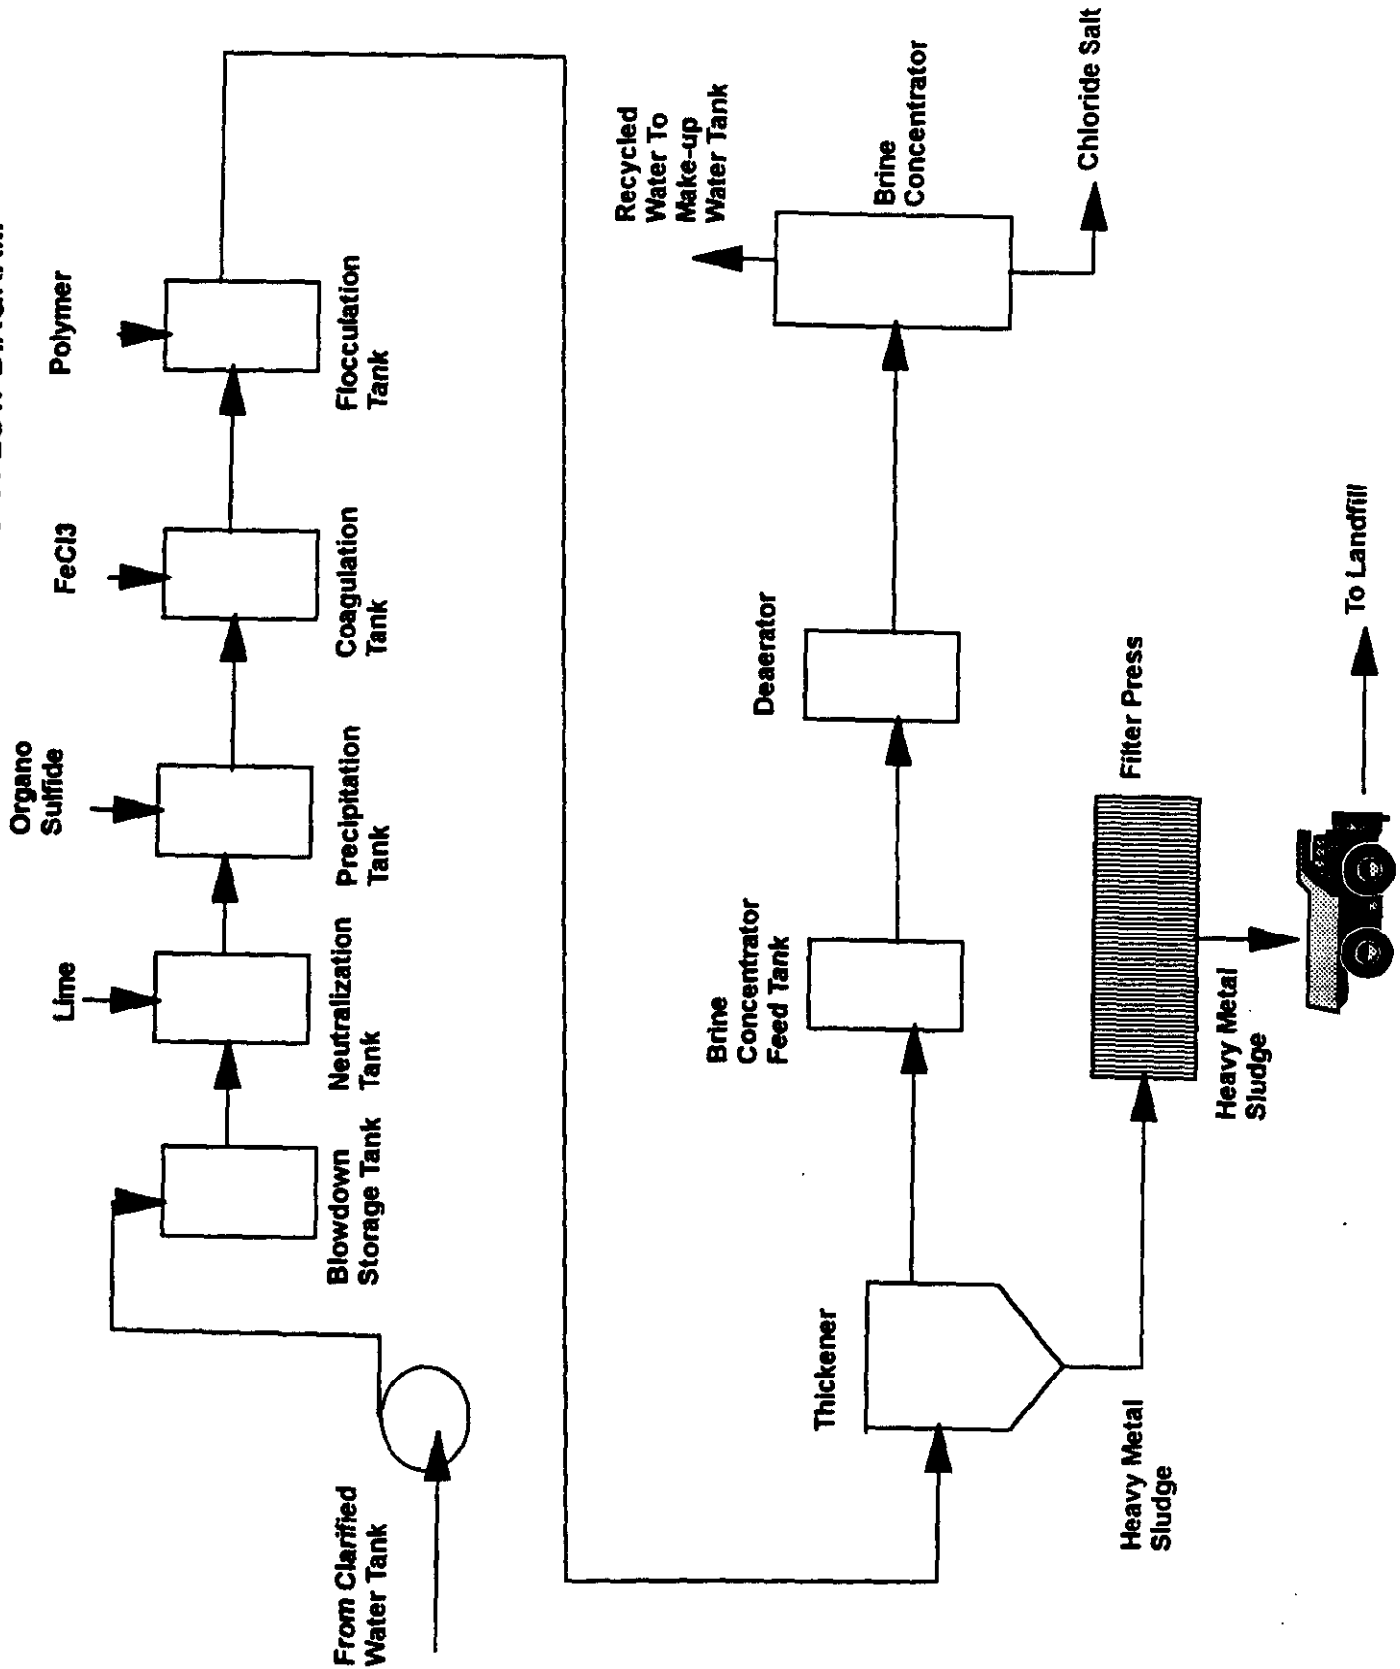 Organo
Sulfide
Lime
FeCl3
Polymer
Blowdown
Storage Tank
Neutralization
Tank
Precipitation
Tank
Coagulation
Tank
Flocculation
Tank
From Clarified
Water Tank
Recycled
Water To
Make-up
Water Tank
Thickener
Brine
Concentrator
Feed Tank
Deaerator
Brine
Concentrator
Chloride Salt
Heavy Metal
Sludge
Filter Press
Heavy Metal
Sludge
To Landfill